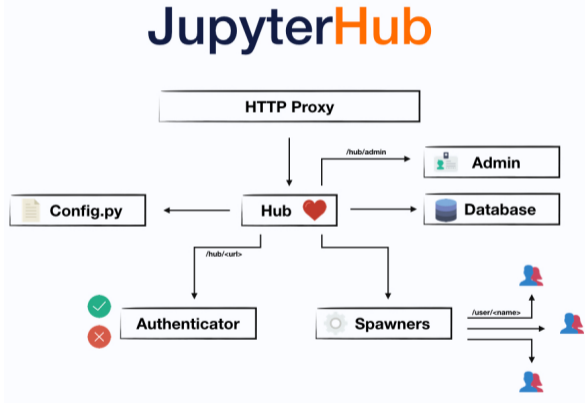 JupyterHub
HTTP Proxy
/hub/admin
Admin
Config.py
Hub
Database
/hub/<url>
Authenticator
Spawners
/user/<name>